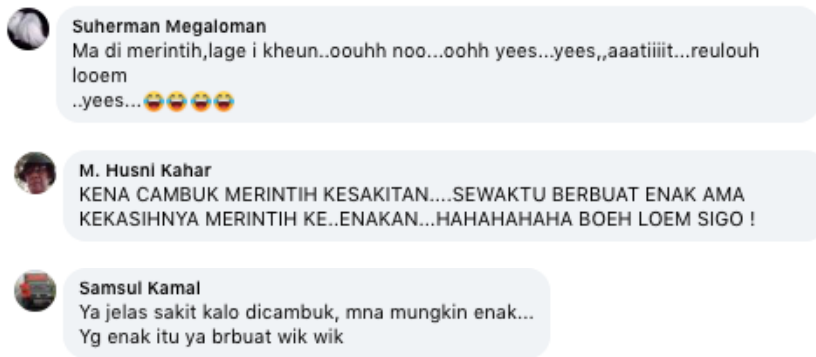 Suherman Megaloman
Ma di merintih,lage i kheun..oouhh noo...oohh yees...yees,,aaatiiiit...reulouh
looem
..yees...😂😂😂😂
M. Husni Kahar
KENA CAMBUK MERINTIH KESAKITAN....SEWAKTU BERBUAT ENAK AMA
KEKASIHNYA MERINTIH KE..ENAKAN...HAHAHAHAHA BOEH LOEM SIGO !
Samsul Kamal
Ya jelas sakit kalo dicambuk, mna mungkin enak...
Yg enak itu ya brbuat wik wik